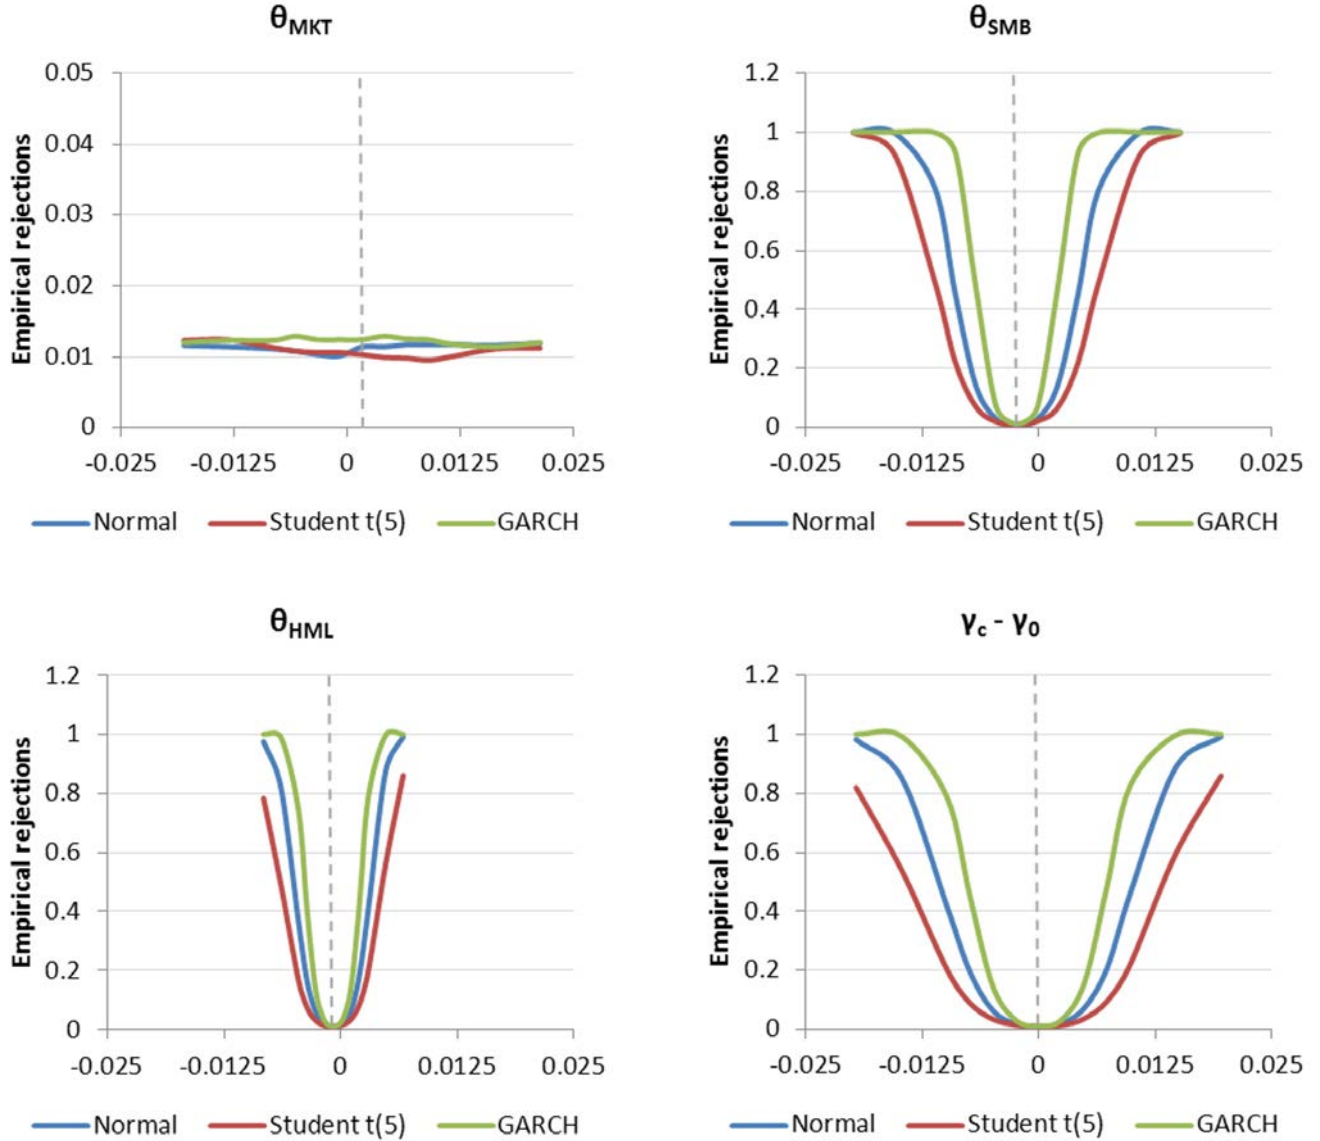 θMKT
Empirical rejections
0.05
0.04
0.03
0.02
0.01
0
-0.025 -0.0125 0 0.0125 0.025
Normal Student t(5) GARCH
θSMB
Empirical rejections
1.2
1
0.8
0.6
0.4
0.2
0
-0.025 -0.0125 0 0.0125 0.025
Normal Student t(5) GARCH
θHML
Empirical rejections
1.2
1
0.8
0.6
0.4
0.2
0
-0.025 -0.0125 0 0.0125 0.025
Normal Student t(5) GARCH
γc - γ0
Empirical rejections
1.2
1
0.8
0.6
0.4
0.2
0
-0.025 -0.0125 0 0.0125 0.025
Normal Student t(5) GARCH